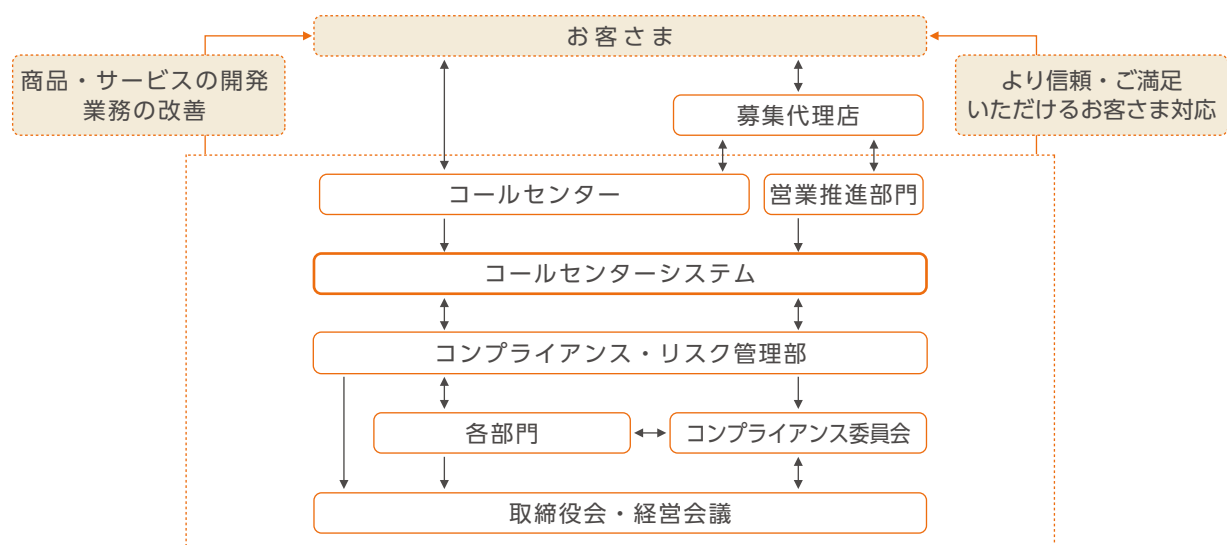 お客さま
商品・サービスの開発
業務の改善
より信頼・ご満足
いただけるお客さま対応
募集代理店
コールセンター
営業推進部門
コールセンターシステム
コンプライアンス・リスク管理部
各部門
コンプライアンス委員会
取締役会・経営会議